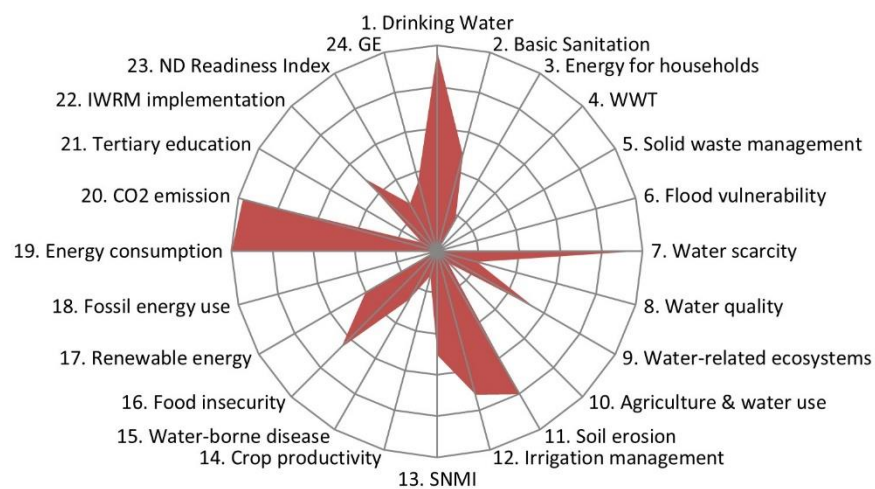 1. Drinking Water
2. Basic Sanitation
3. Energy for households
4. WWT
5. Solid waste management
6. Flood vulnerability
7. Water scarcity
8. Water quality
9. Water-related ecosystems
10. Agriculture & water use
11. Soil erosion
12. Irrigation management
13. SNMI
14. Crop productivity
15. Water-borne disease
16. Food insecurity
17. Renewable energy
18. Fossil energy use
19. Energy consumption
20. CO2 emission
21. Tertiary education
22. IWRM implementation
23. ND Readiness Index
24. GE